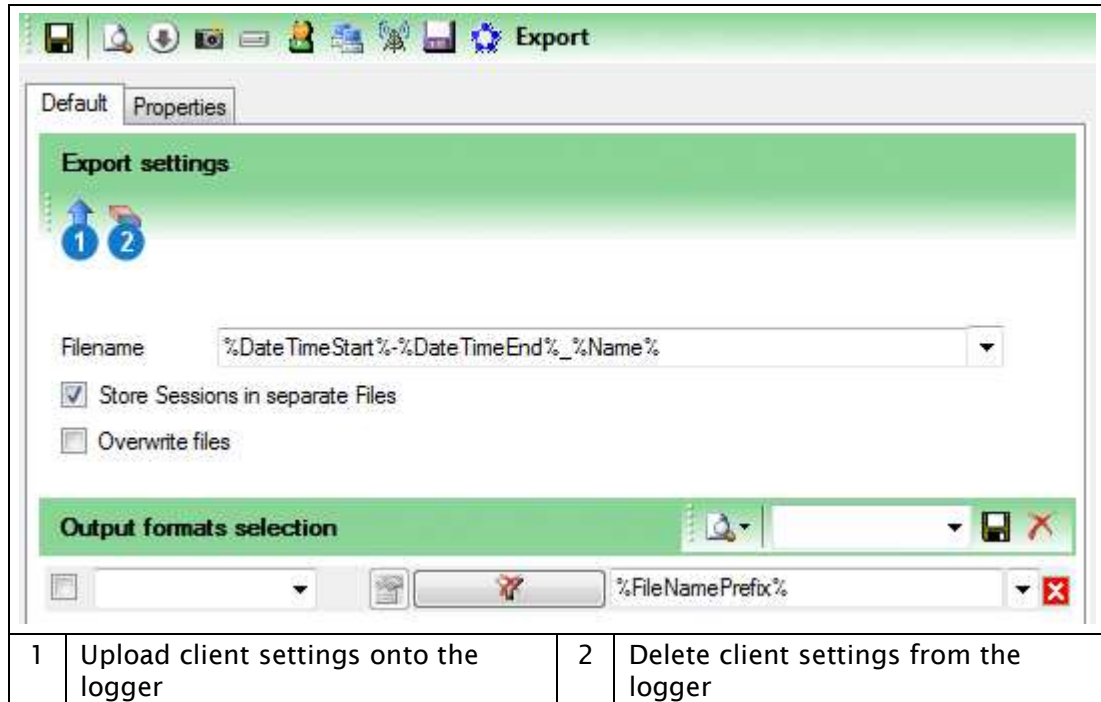 Export
Default Properties
Export settings
1 2
Filename %DateTimeStart%-%DateTimeEnd%_%Name%
Store Sessions in separate Files
Overwrite files
Output formats selection
%FileNamePrefix%
1 Upload client settings onto the logger 2 Delete client settings from the logger